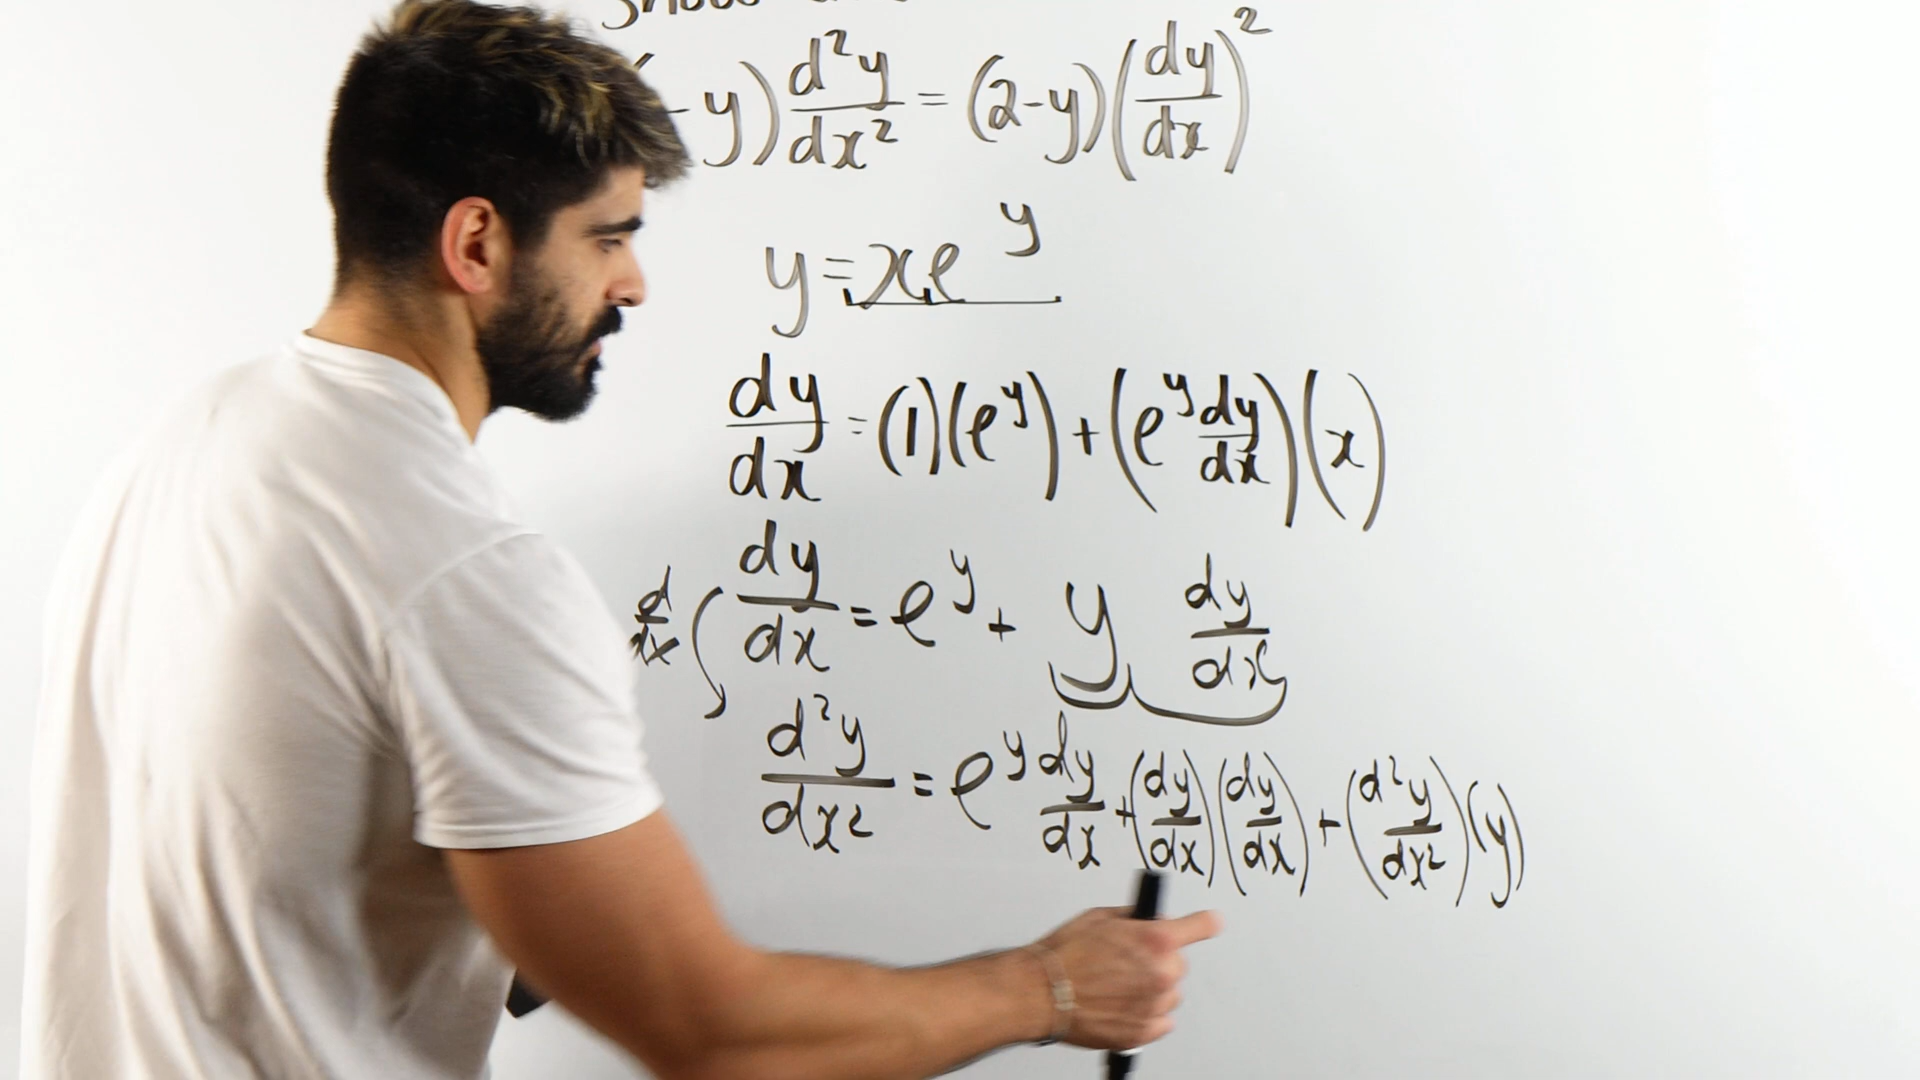 Show
-y) d²y/dx² = (2-y)(dy/dx)²
y = xe^y
dy/dx = (1)(e^y) + (e^y dy/dx)(x)
d/dx ( dy/dx = e^y + y dy/dx
d²y/dx² = e^y dy/dx + (dy/dx)(dy/dx) + (d²y/dx²)(y)